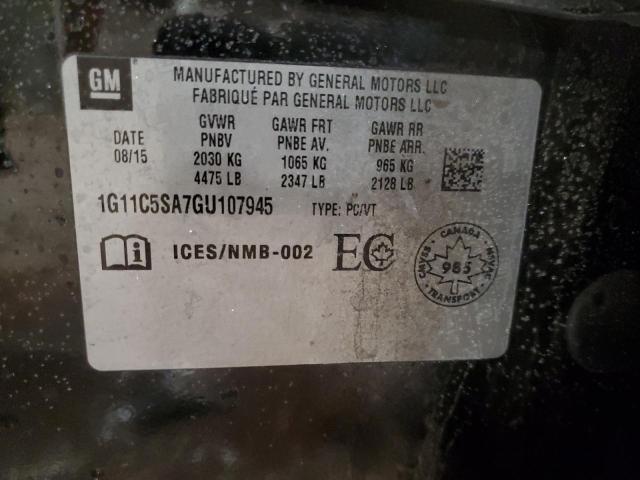 GM
MANUFACTURED BY GENERAL MOTORS LLC
FABRIQUÉ PAR GENERAL MOTORS LLC
GVWR GAWR FRT GAWR RR
DATE PNBV PNBE AV. PNBE ARR.
08/15 2030 KG 1065 KG 965 KG
4475 LB 2347 LB 2128 LB
1G11C5SA7GU107945 TYPE: PC/VT
i ICES/NMB-002 EC
CANADA
CMVSS 985 NSVAC
TRANSPORT